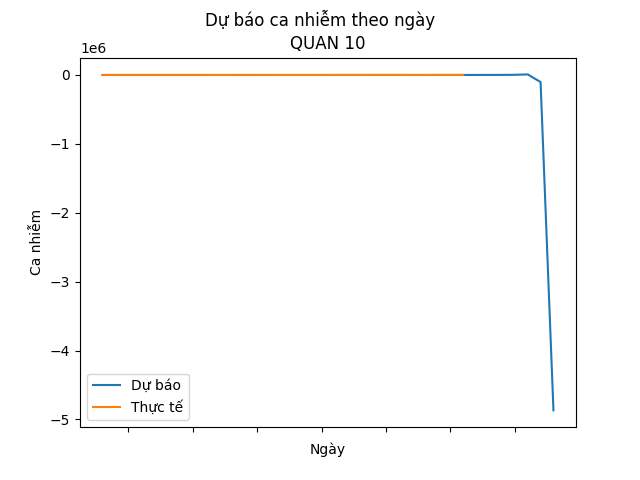 Dự báo ca nhiễm theo ngày
QUAN 10
1e6
0
−1
−2
−3
−4
−5
Ca nhiễm
Dự báo
Thực tế
Ngày